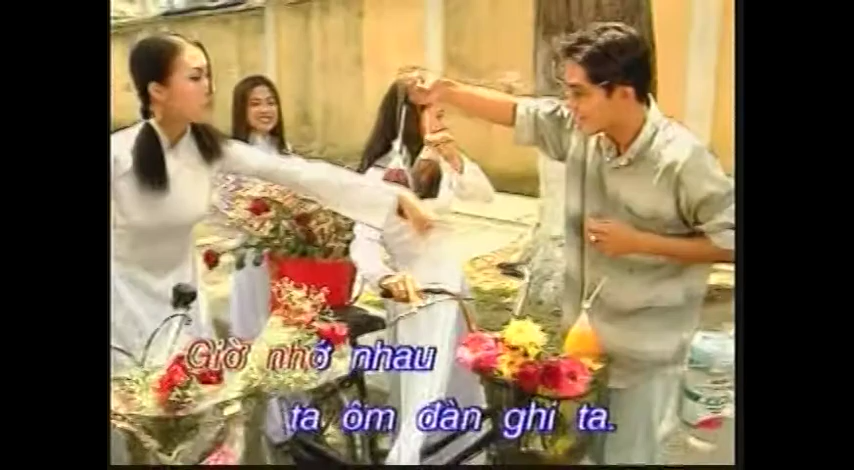 Giờ nhớ nhau
ta ôm đàn ghi ta.